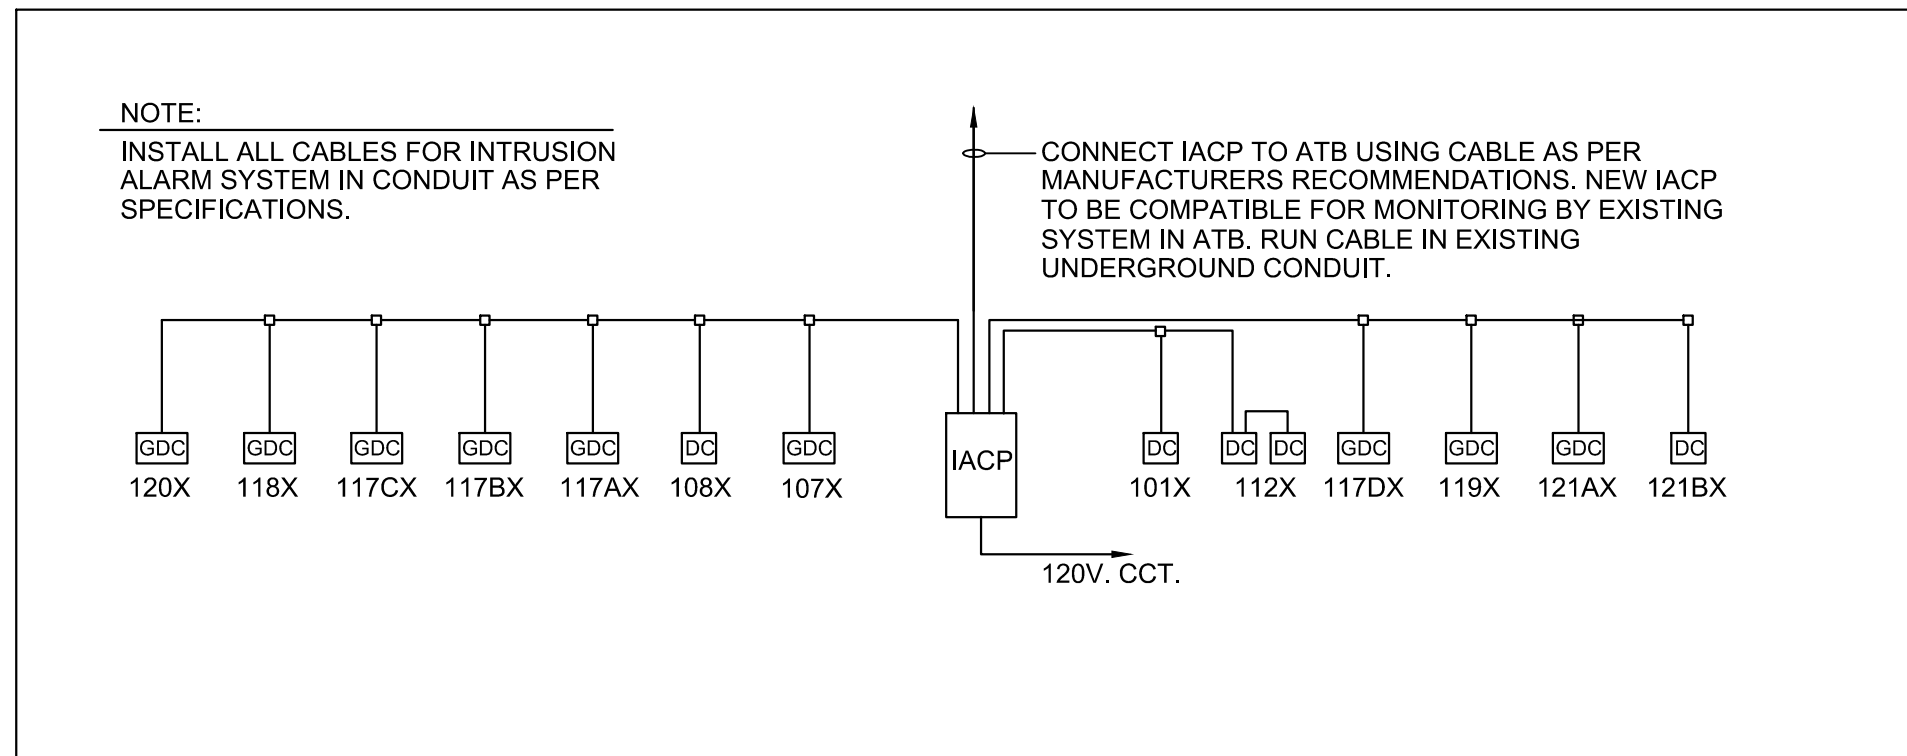 NOTE:
INSTALL ALL CABLES FOR INTRUSION
ALARM SYSTEM IN CONDUIT AS PER
SPECIFICATIONS.
CONNECT IACP TO ATB USING CABLE AS PER
MANUFACTURERS RECOMMENDATIONS. NEW IACP
TO BE COMPATIBLE FOR MONITORING BY EXISTING
SYSTEM IN ATB. RUN CABLE IN EXISTING
UNDERGROUND CONDUIT.
GDC GDC GDC GDC GDC DC GDC
120X 118X 117CX 117BX 117AX 108X 107X
IACP
DC DC DC GDC GDC GDC DC
101X 112X 117DX 119X 121AX 121BX
120V. CCT.